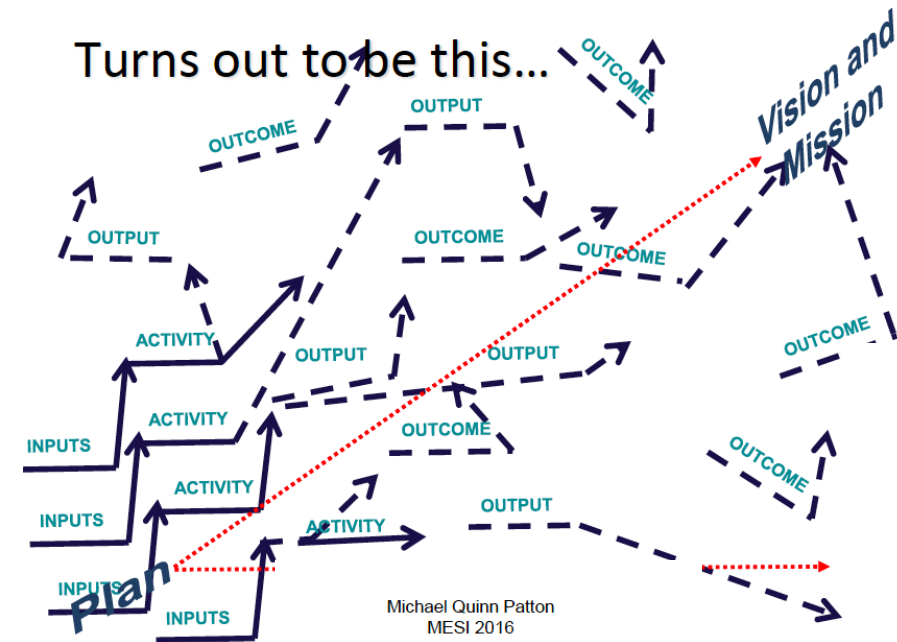 Turns out to be this...
OUTCOME
Vision and
Mission
OUTPUT
OUTCOME
OUTPUT
OUTCOME
OUTCOME
ACTIVITY
OUTPUT
OUTPUT
OUTCOME
ACTIVITY
INPUTS
OUTCOME
OUTCOME
ACTIVITY
OUTPUT
INPUTS
ACTIVITY
INPUTS
Plan
INPUTS
Michael Quinn Patton
MESI 2016